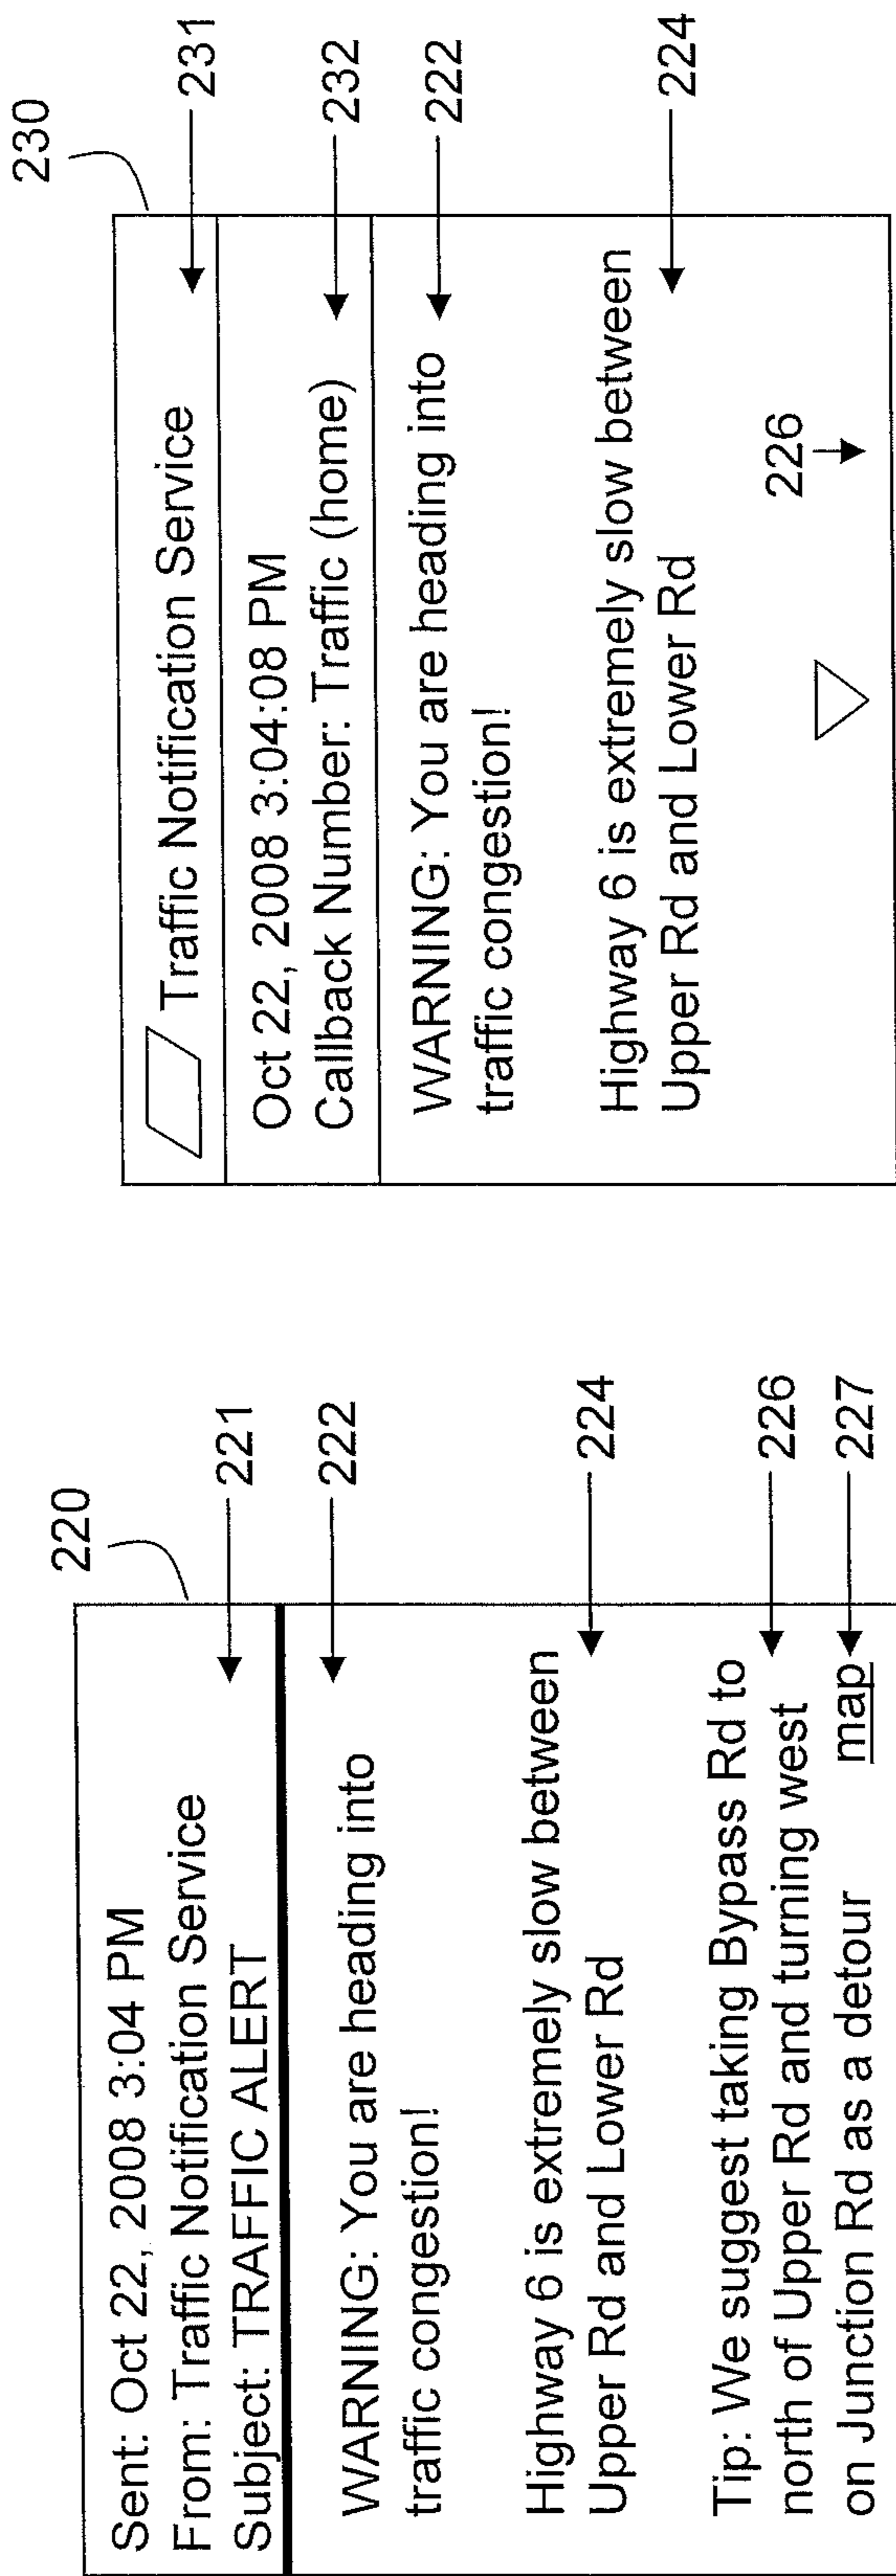 220
Sent: Oct 22, 2008 3:04 PM
From: Traffic Notification Service
Subject: TRAFFIC ALERT
221
WARNING: You are heading into
traffic congestion!
222
Highway 6 is extremely slow between
Upper Rd and Lower Rd
224
Tip: We suggest taking Bypass Rd to
north of Upper Rd and turning west
on Junction Rd as a detour
map
226
227
230
Traffic Notification Service
231
Oct 22, 2008 3:04:08 PM
Callback Number: Traffic (home)
232
WARNING: You are heading into
traffic congestion!
222
Highway 6 is extremely slow between
Upper Rd and Lower Rd
224
226